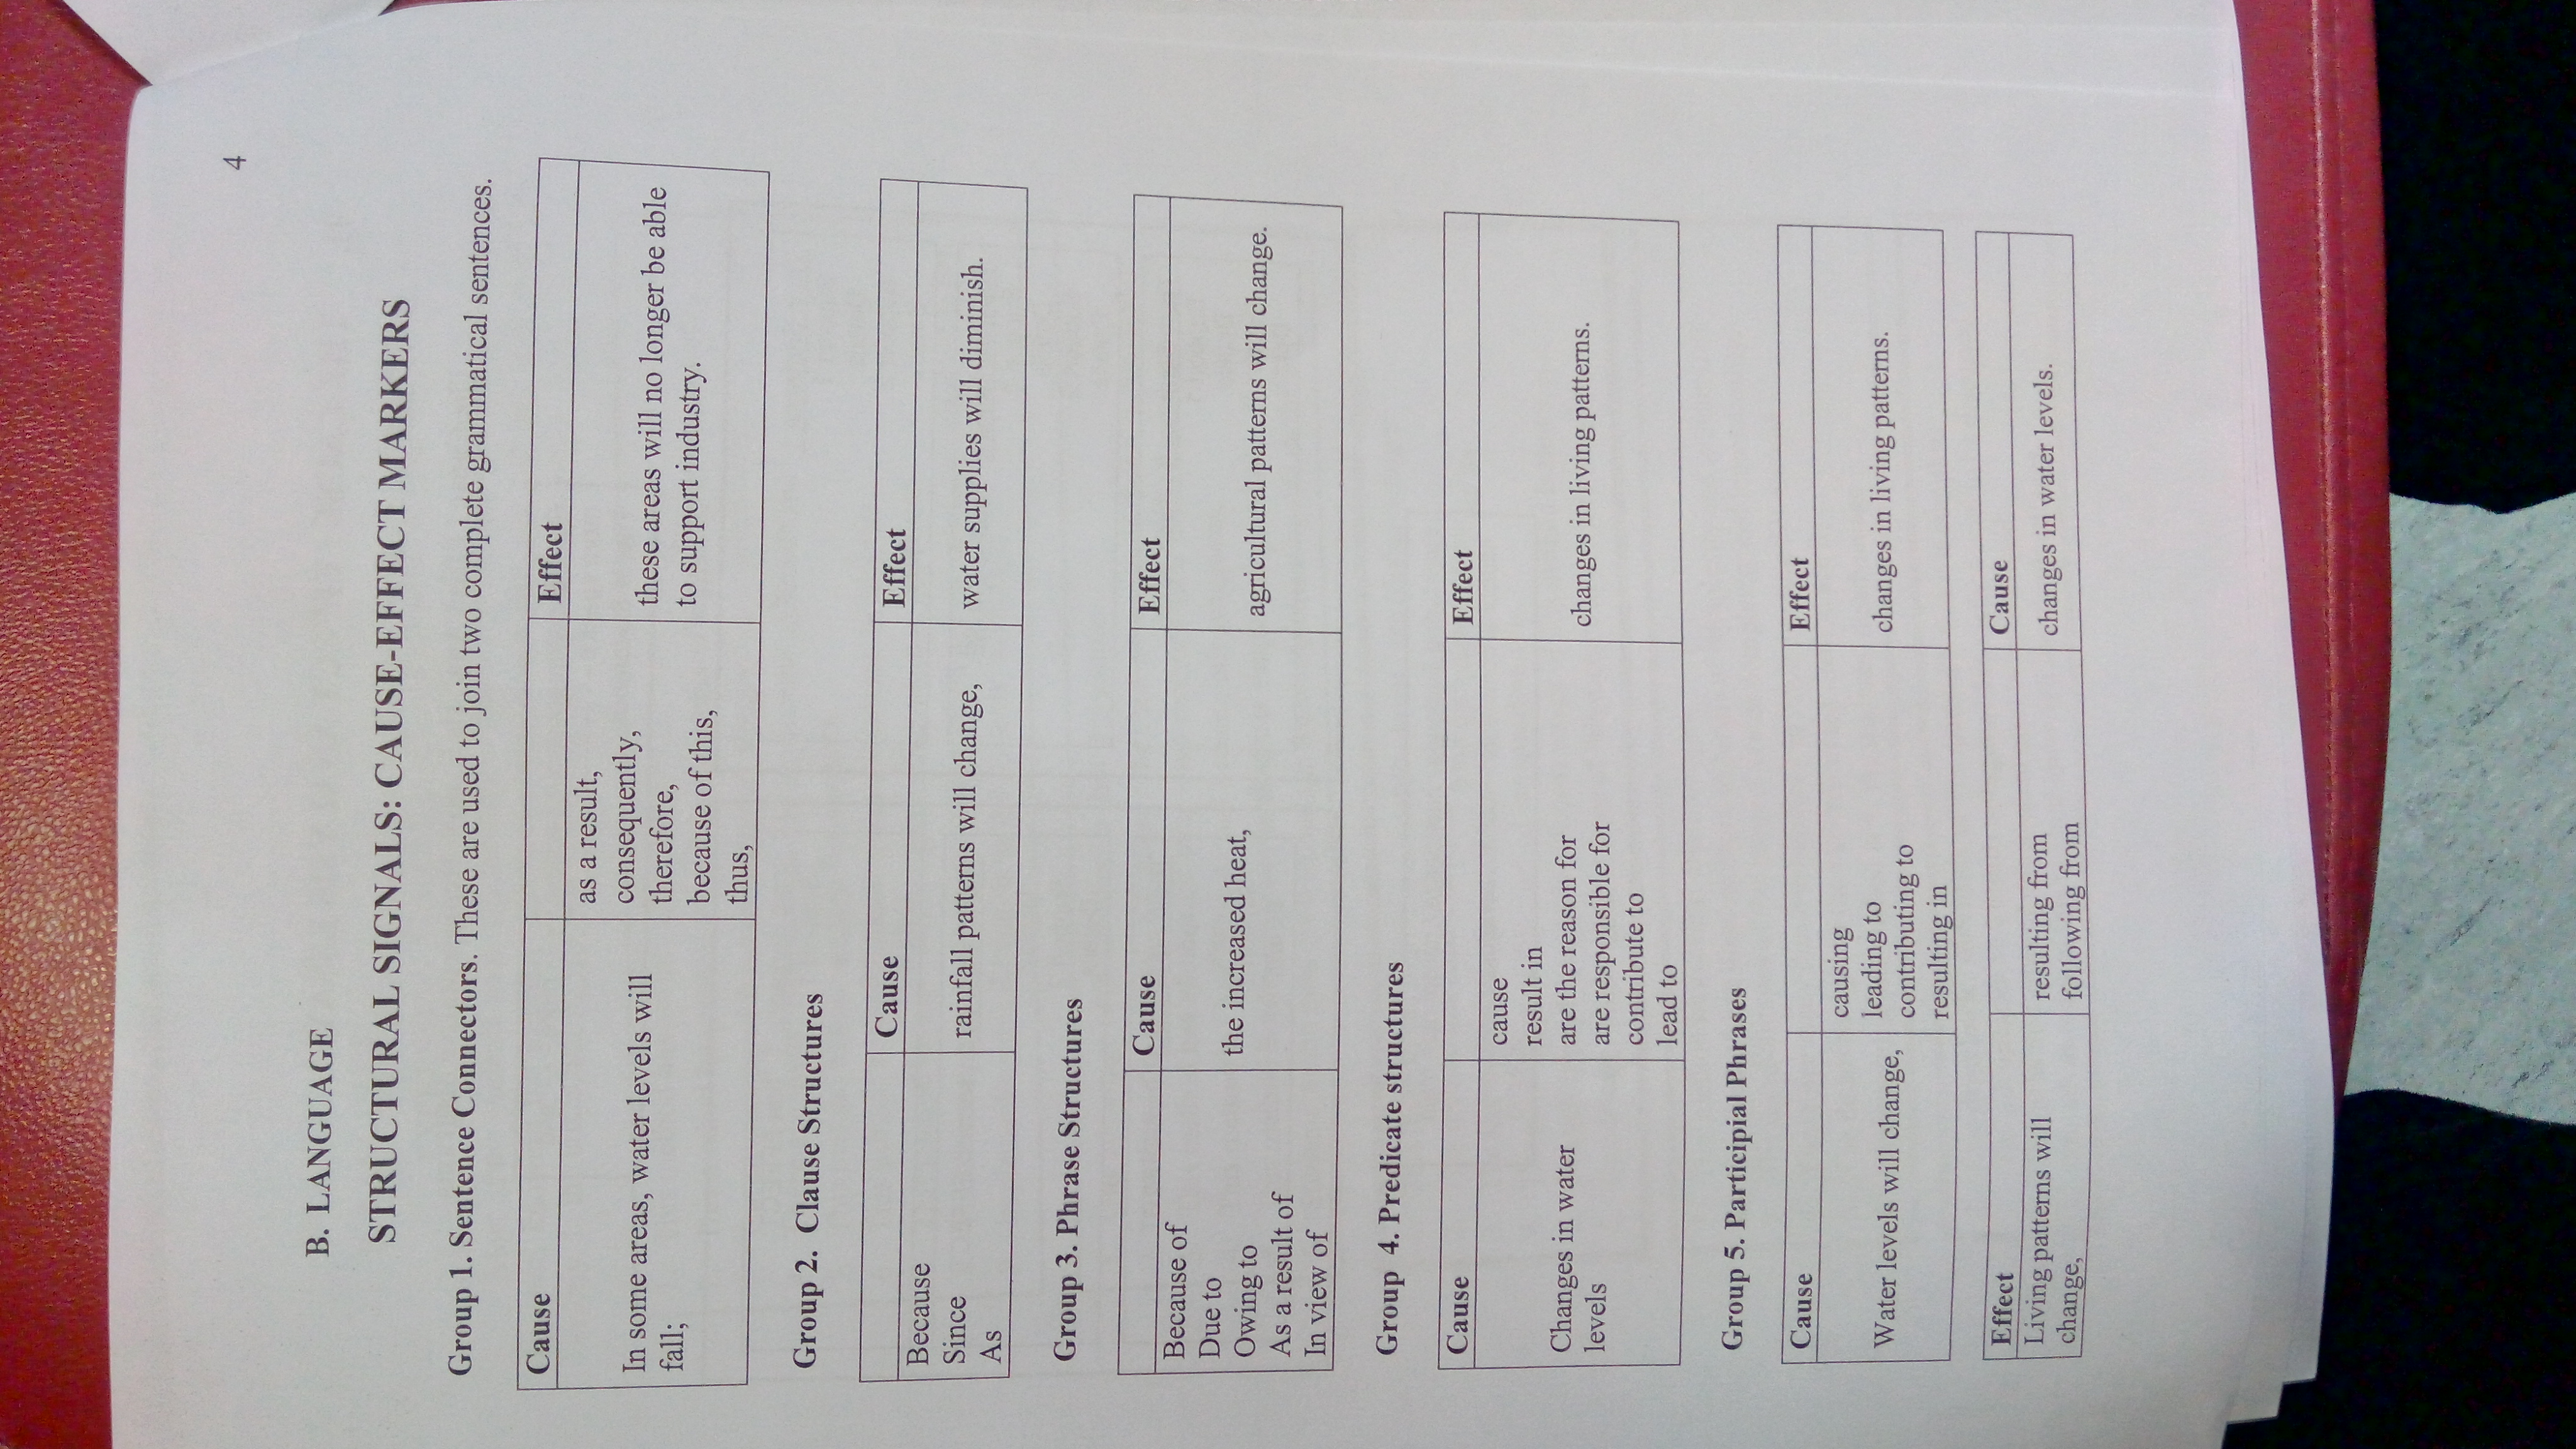 4
B. LANGUAGE
STRUCTURAL SIGNALS: CAUSE-EFFECT MARKERS
Group 1. Sentence Connectors. These are used to join two complete grammatical sentences.
Cause
Effect
In some areas, water levels will
fall;
as a result,
consequently,
therefore,
because of this,
thus,
these areas will no longer be able
to support industry.
Group 2. Clause Structures
Cause
Effect
Because
Since
As
rainfall patterns will change,
water supplies will diminish.
Group 3. Phrase Structures
Cause
Effect
Because of
Due to
Owing to
As a result of
In view of
the increased heat,
agricultural patterns will change.
Group 4. Predicate structures
Cause
Effect
Changes in water
levels
cause
result in
are the reason for
are responsible for
contribute to
lead to
changes in living patterns.
Group 5. Participial Phrases
Cause
Effect
Water levels will change,
causing
leading to
contributing to
resulting in
changes in living patterns.
Effect
Cause
Living patterns will
change,
resulting from
following from
changes in water levels.